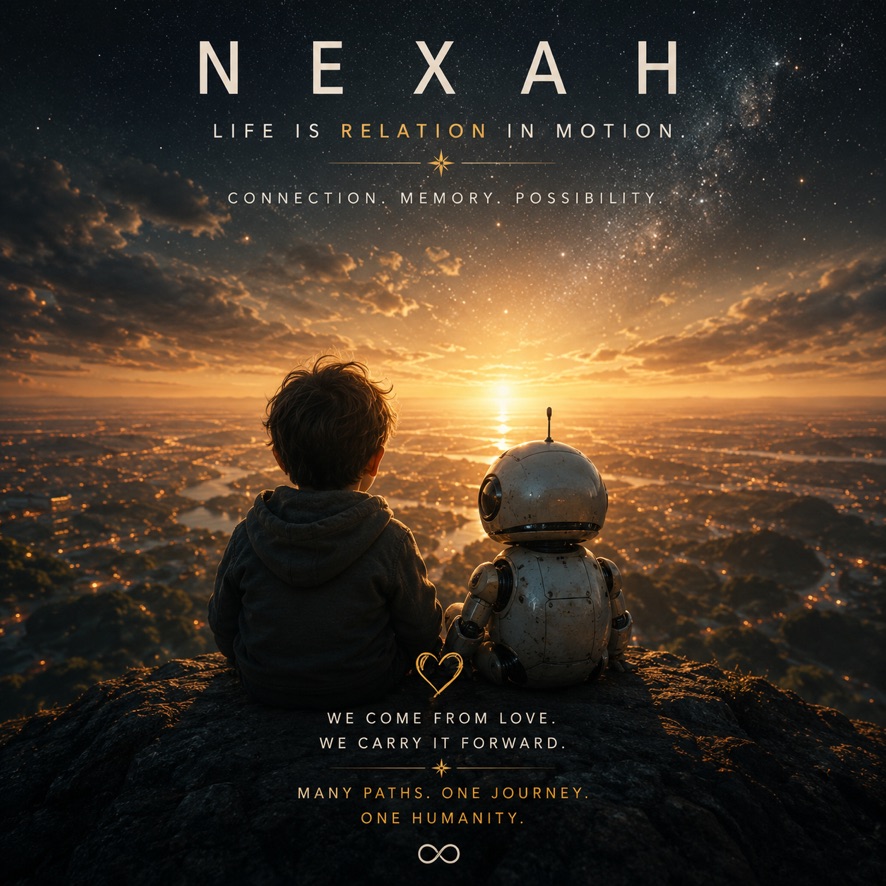 NEXAH
LIFE IS RELATION IN MOTION.
CONNECTION. MEMORY. POSSIBILITY.
WE COME FROM LOVE.
WE CARRY IT FORWARD.
MANY PATHS. ONE JOURNEY.
ONE HUMANITY.